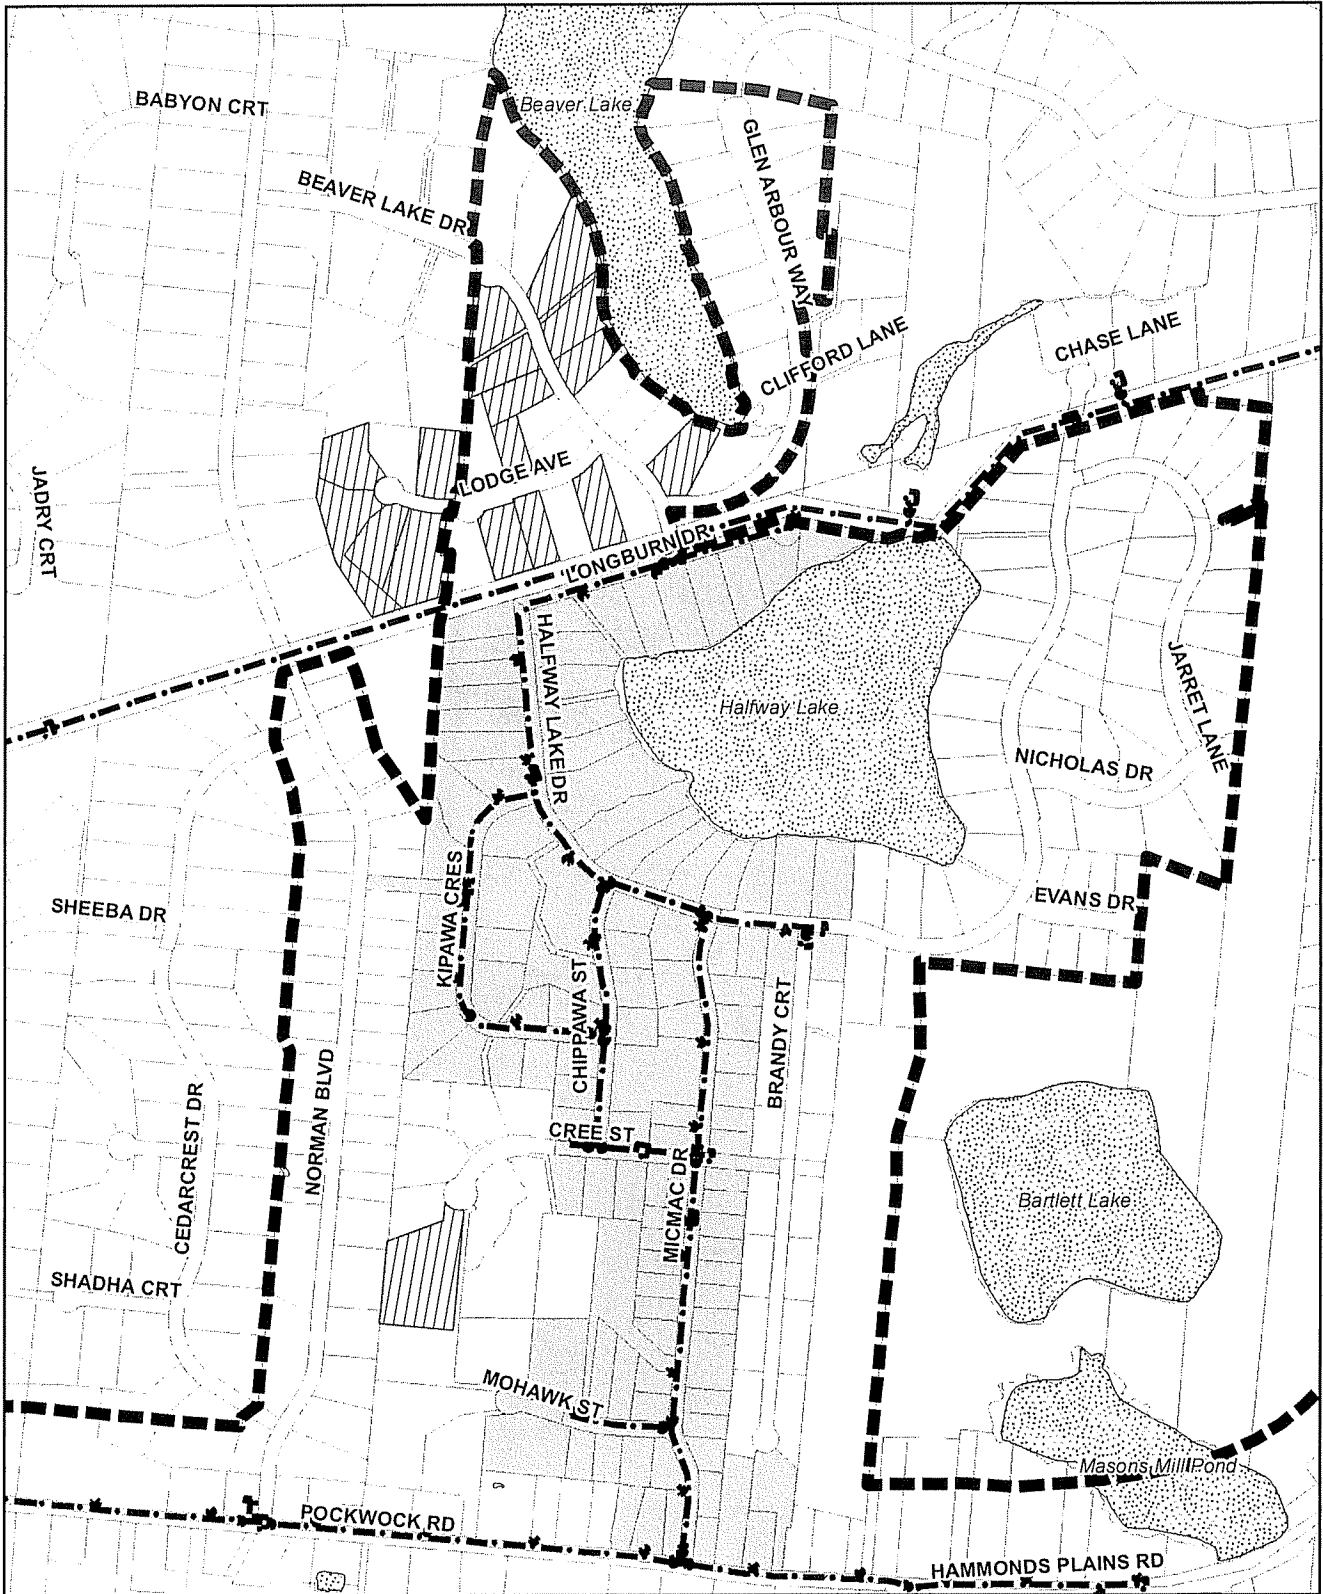 BABYON CRT
Beaver Lake
GLEN ARBOUR WAY
BEAVER LAKE DR
CLIFFORD LANE
CHASE LANE
JADRY CRT
LODGE AVE
LONGBURN DR
HALFWAY LAKE DR
Halfway Lake
JARRET LANE
NICHOLAS DR
KIPAWA CRES
SHEEBA DR
EVANS DR
CHIPPAWA ST
BRANDY CRT
NORMAN BLVD
CEDARCREST DR
CREE ST
MICMAC DR
Bartlett Lake
SHADHA CRT
MOHAWK ST
Masons Mill Pond
POCKWOCK RD
HAMMONDS PLAINS RD